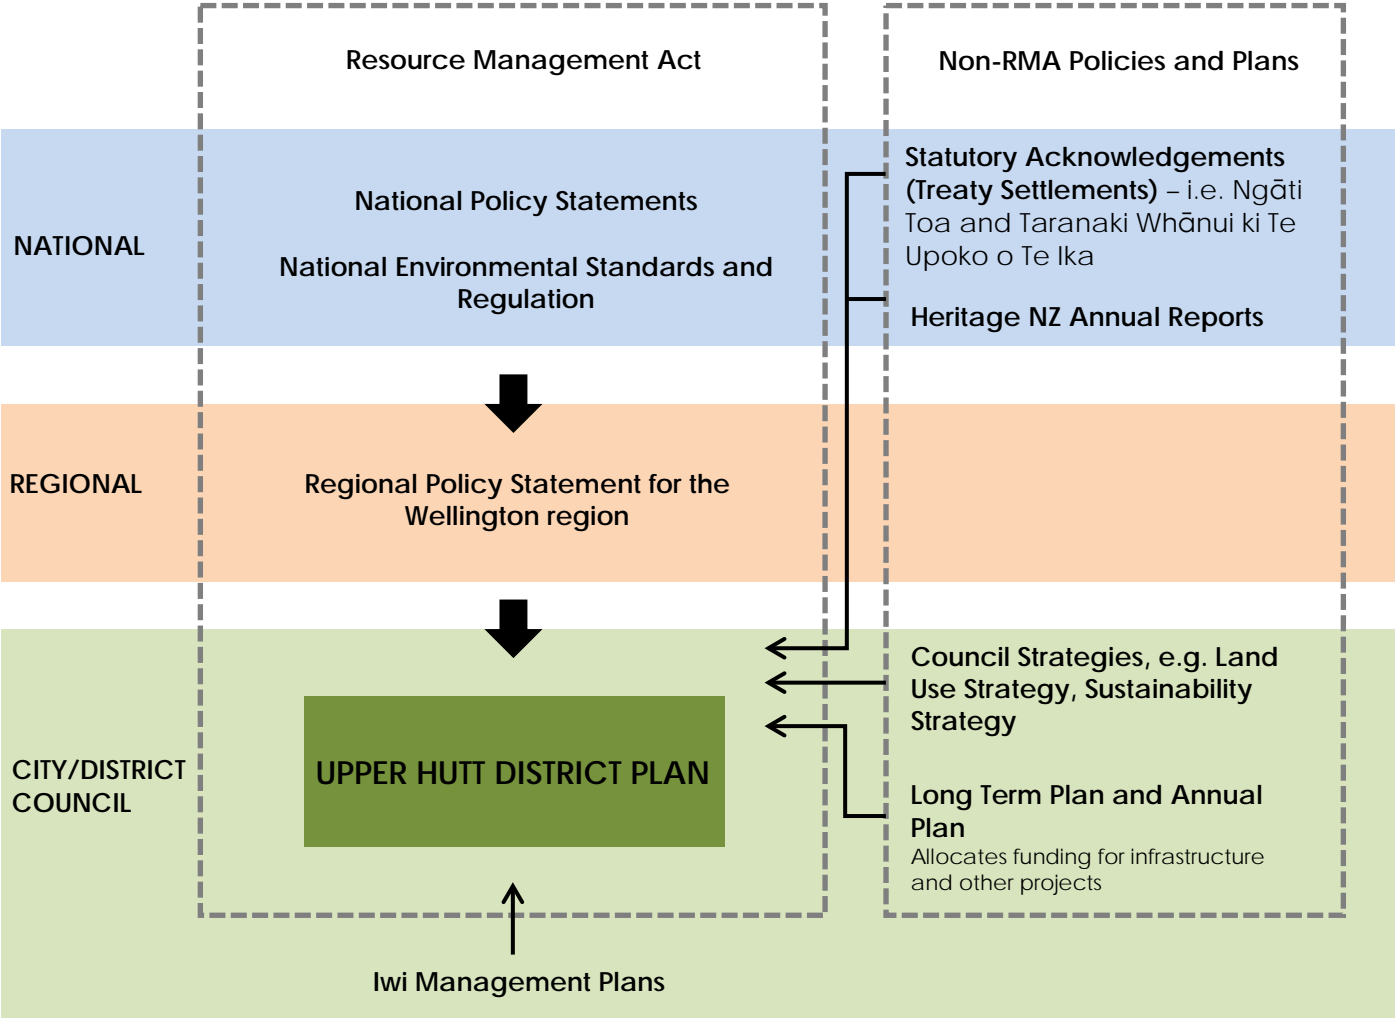 Resource Management Act
Non-RMA Policies and Plans
NATIONAL
National Policy Statements
National Environmental Standards and
Regulation
Statutory Acknowledgements
(Treaty Settlements) – i.e. Ngāti
Toa and Taranaki Whānui ki Te
Upoko o Te Ika
Heritage NZ Annual Reports
REGIONAL
Regional Policy Statement for the
Wellington region
CITY/DISTRICT
COUNCIL
UPPER HUTT DISTRICT PLAN
Council Strategies, e.g. Land
Use Strategy, Sustainability
Strategy
Long Term Plan and Annual
Plan
Allocates funding for infrastructure
and other projects
Iwi Management Plans